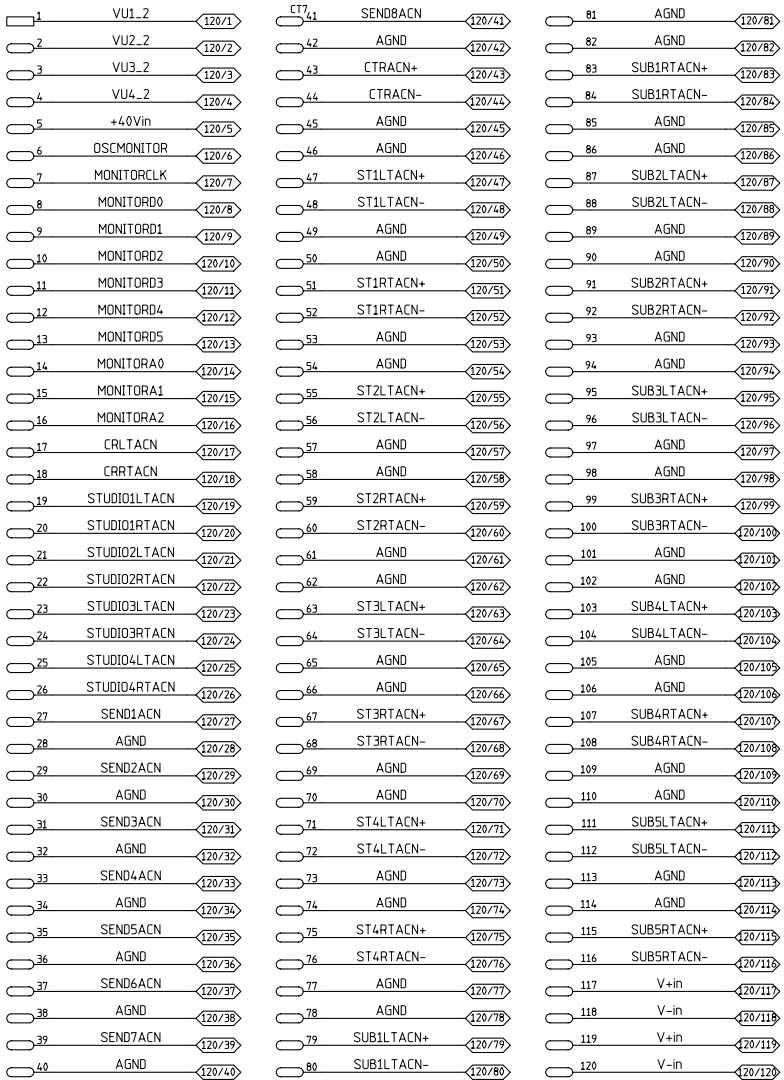 1 VU1_2 120/1
2 VU2_2 120/2
3 VU3_2 120/3
4 VU4_2 120/4
5 +40Vin 120/5
6 OSCMONITOR 120/6
7 MONITORCLK 120/7
8 MONITORD0 120/8
9 MONITORD1 120/9
10 MONITORD2 120/10
11 MONITORD3 120/11
12 MONITORD4 120/12
13 MONITORD5 120/13
14 MONITORA0 120/14
15 MONITORA1 120/15
16 MONITORA2 120/16
17 CRLTACN 120/17
18 CRRTACN 120/18
19 STUDIO1LTACN 120/19
20 STUDIO1RTACN 120/20
21 STUDIO2LTACN 120/21
22 STUDIO2RTACN 120/22
23 STUDIO3LTACN 120/23
24 STUDIO3RTACN 120/24
25 STUDIO4LTACN 120/25
26 STUDIO4RTACN 120/26
27 SEND1ACN 120/27
28 AGND 120/28
29 SEND2ACN 120/29
30 AGND 120/30
31 SEND3ACN 120/31
32 AGND 120/32
33 SEND4ACN 120/33
34 AGND 120/34
35 SEND5ACN 120/35
36 AGND 120/36
37 SEND6ACN 120/37
38 AGND 120/38
39 SEND7ACN 120/39
40 AGND 120/40
CT7
41 SEND8ACN 120/41
42 AGND 120/42
43 CTRACN+ 120/43
44 CTRACN- 120/44
45 AGND 120/45
46 AGND 120/46
47 ST1LTACN+ 120/47
48 ST1LTACN- 120/48
49 AGND 120/49
50 AGND 120/50
51 ST1RTACN+ 120/51
52 ST1RTACN- 120/52
53 AGND 120/53
54 AGND 120/54
55 ST2LTACN+ 120/55
56 ST2LTACN- 120/56
57 AGND 120/57
58 AGND 120/58
59 ST2RTACN+ 120/59
60 ST2RTACN- 120/60
61 AGND 120/61
62 AGND 120/62
63 ST3LTACN+ 120/63
64 ST3LTACN- 120/64
65 AGND 120/65
66 AGND 120/66
67 ST3RTACN+ 120/67
68 ST3RTACN- 120/68
69 AGND 120/69
70 AGND 120/70
71 ST4LTACN+ 120/71
72 ST4LTACN- 120/72
73 AGND 120/73
74 AGND 120/74
75 ST4RTACN+ 120/75
76 ST4RTACN- 120/76
77 AGND 120/77
78 AGND 120/78
79 SUB1LTACN+ 120/79
80 SUB1LTACN- 120/80
81 AGND 120/81
82 AGND 120/82
83 SUB1RTACN+ 120/83
84 SUB1RTACN- 120/84
85 AGND 120/85
86 AGND 120/86
87 SUB2LTACN+ 120/87
88 SUB2LTACN- 120/88
89 AGND 120/89
90 AGND 120/90
91 SUB2RTACN+ 120/91
92 SUB2RTACN- 120/92
93 AGND 120/93
94 AGND 120/94
95 SUB3LTACN+ 120/95
96 SUB3LTACN- 120/96
97 AGND 120/97
98 AGND 120/98
99 SUB3RTACN+ 120/99
100 SUB3RTACN- 120/100
101 AGND 120/101
102 AGND 120/102
103 SUB4LTACN+ 120/103
104 SUB4LTACN- 120/104
105 AGND 120/105
106 AGND 120/106
107 SUB4RTACN+ 120/107
108 SUB4RTACN- 120/108
109 AGND 120/109
110 AGND 120/110
111 SUB5LTACN+ 120/111
112 SUB5LTACN- 120/112
113 AGND 120/113
114 AGND 120/114
115 SUB5RTACN+ 120/115
116 SUB5RTACN- 120/116
117 V+in 120/117
118 V-in 120/118
119 V+in 120/119
120 V-in 120/120